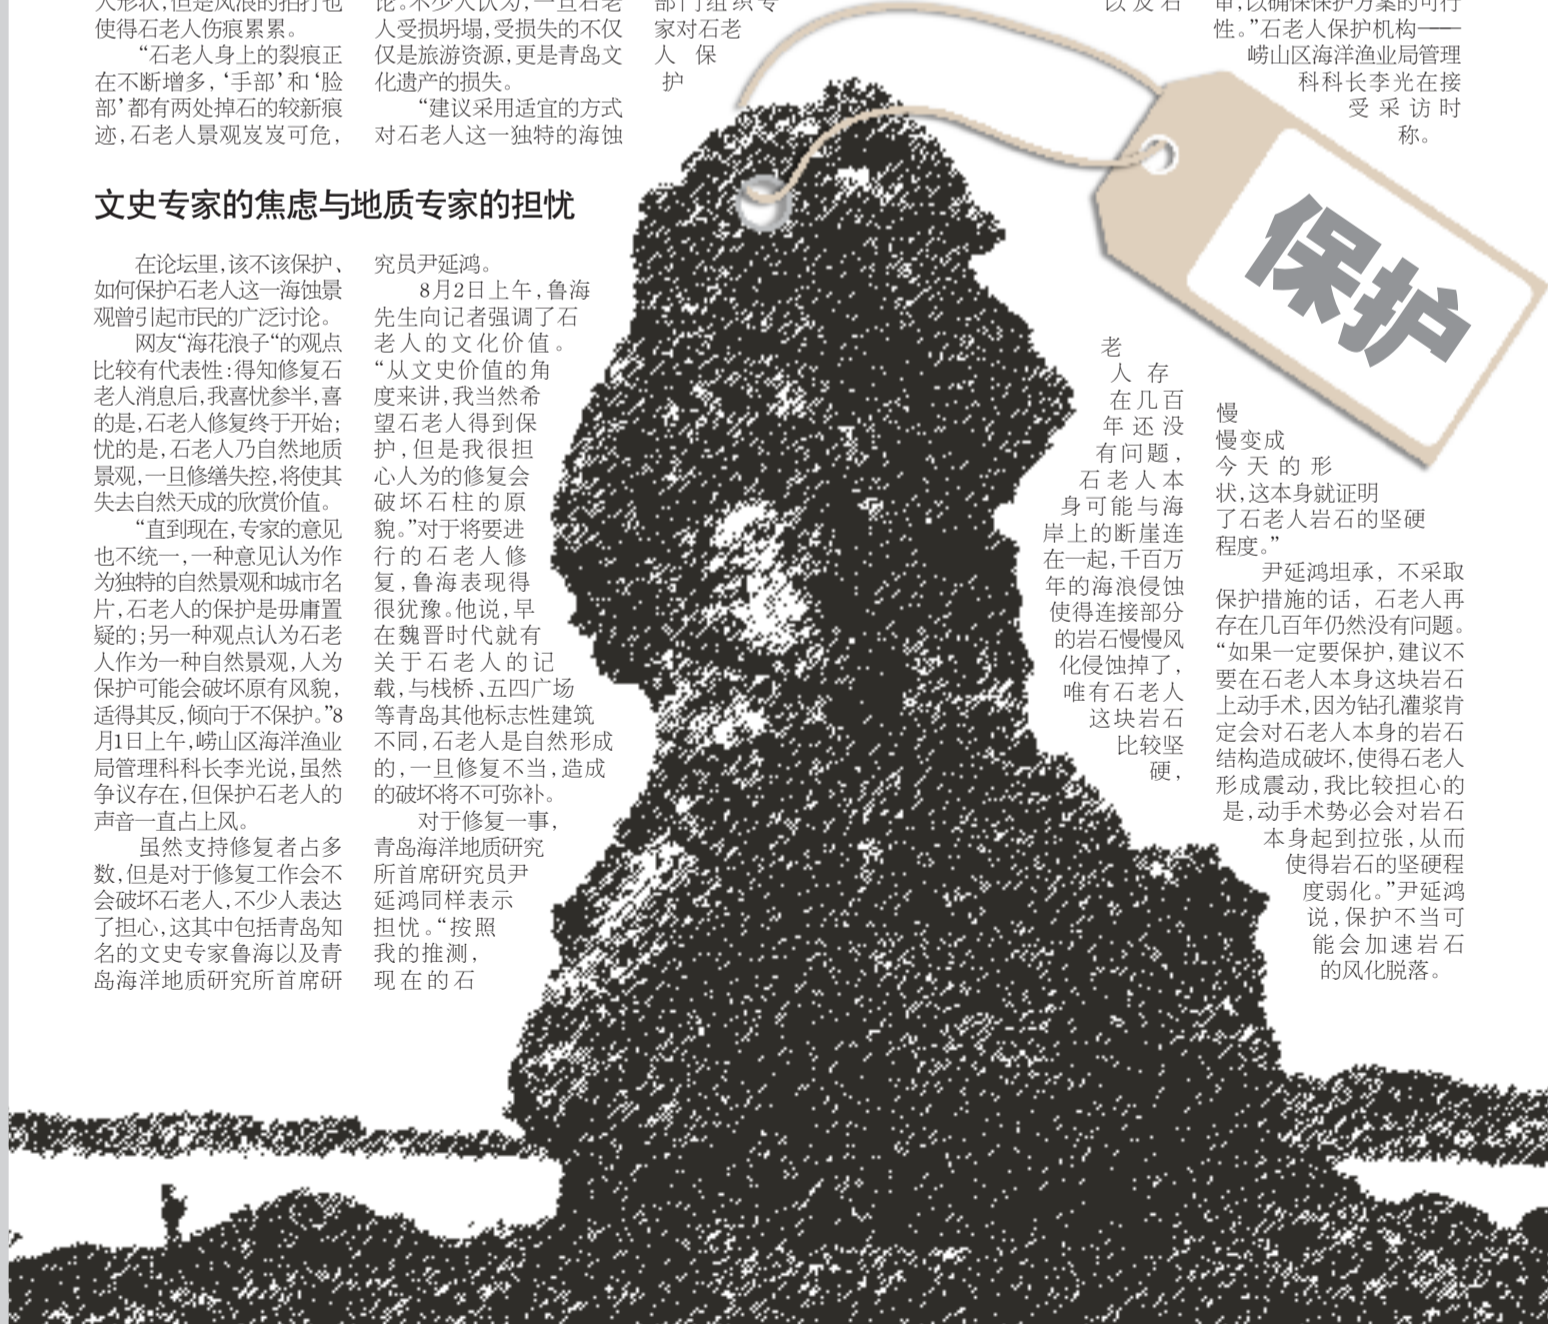 人形状,但是风浪的拍打也
使得石老人伤痕累累。
“石老人身上的裂痕正
在不断增多,‘手部’和‘脸
部’都有两处掉石的较新痕
迹,石老人景观岌岌可危,
论。不少人认为,一旦石老
人受损坍塌,受损失的不仅
仅是旅游资源,更是青岛文
化遗产的损失。
“建议采用适宜的方式
对石老人这一独特的海蚀
部门组织专
家对石老
人保
护
以及石
审,以确保保护方案的可行
性。”石老人保护机构——
崂山区海洋渔业局管理
科科长李光在接
受采访时
称。
保护
文史专家的焦虑与地质专家的担忧
在论坛里,该不该保护、
如何保护石老人这一海蚀景
观曾引起市民的广泛讨论。
网友“海花浪子“的观点
比较有代表性:得知修复石
老人消息后,我喜忧参半,喜
的是,石老人修复终于开始;
忧的是,石老人乃自然地质
景观,一旦修缮失控,将使其
失去自然天成的欣赏价值。
“直到现在,专家的意见
也不统一,一种意见认为作
为独特的自然景观和城市名
片,石老人的保护是毋庸置
疑的;另一种观点认为石老
人作为一种自然景观,人为
保护可能会破坏原有风貌,
适得其反,倾向于不保护。”8
月1日上午,崂山区海洋渔业
局管理科科长李光说,虽然
争议存在,但保护石老人的
声音一直占上风。
虽然支持修复者占多
数,但是对于修复工作会不
会破坏石老人,不少人表达
了担心,这其中包括青岛知
名的文史专家鲁海以及青
岛海洋地质研究所首席研
究员尹延鸿。
8月2日上午,鲁海
先生向记者强调了石
老人的文化价值。
“从文史价值的角
度来讲,我当然希
望石老人得到保
护,但是我很担
心人为的修复会
破坏石柱的原
貌。”对于将要进
行的石老人修
复,鲁海表现得
很犹豫。他说,早
在魏晋时代就有
关于石老人的记
载,与栈桥、五四广场
等青岛其他标志性建筑
不同,石老人是自然形成
的,一旦修复不当,造成
的破坏将不可弥补。
对于修复一事,
青岛海洋地质研究
所首席研究员尹
延鸿同样表示
担忧。“按照
我的推测,
现在的石
老
人存
在几百
年还没
有问题,
石老人本
身可能与海
岸上的断崖连
在一起,千百万
年的海浪侵蚀
使得连接部分
的岩石慢慢风
化侵蚀掉了,
唯有石老人
这块岩石
比较坚
硬,
慢
慢变成
今天的形
状,这本身就证明
了石老人岩石的坚硬
程度。”
尹延鸿坦承,不采取
保护措施的话,石老人再
存在几百年仍然没有问题。
“如果一定要保护,建议不
要在石老人本身这块岩石
上动手术,因为钻孔灌浆肯
定会对石老人本身的岩石
结构造成破坏,使得石老人
形成震动,我比较担心的
是,动手术势必会对岩石
本身起到拉张,从而
使得岩石的坚硬程
度弱化。”尹延鸿
说,保护不当可
能会加速岩石
的风化脱落。